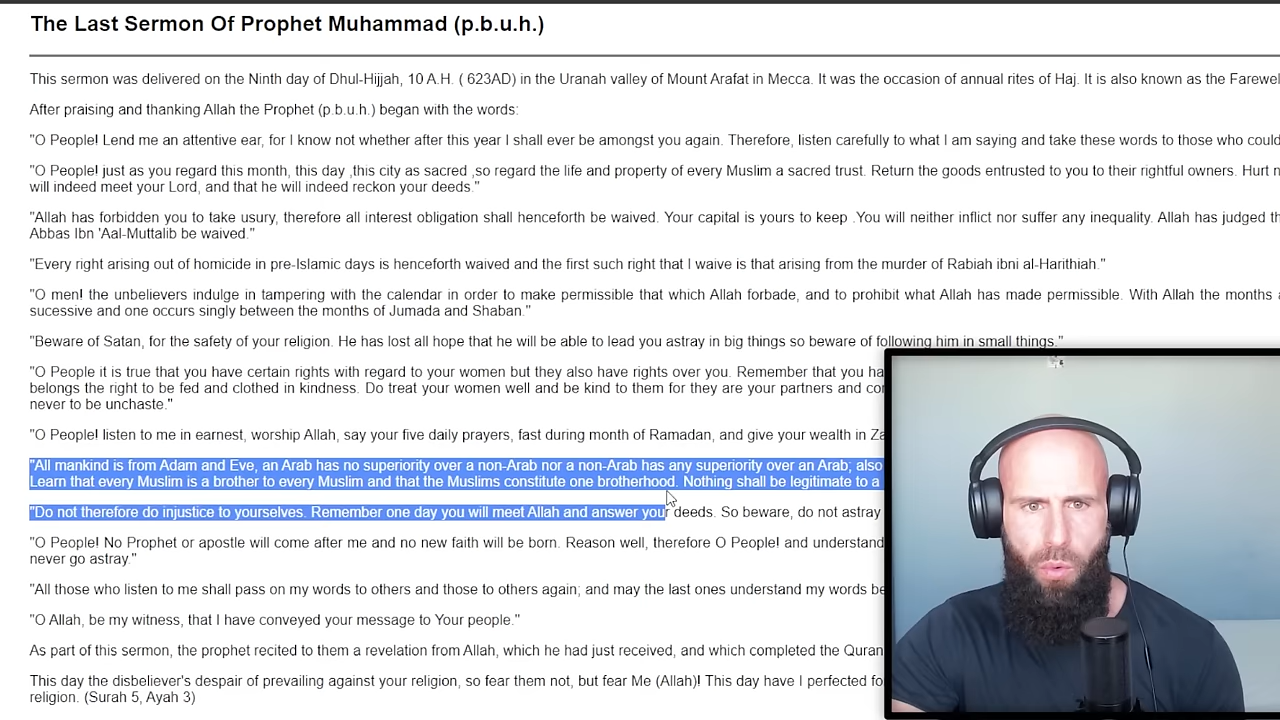 The Last Sermon Of Prophet Muhammad (p.b.u.h.)
This sermon was delivered on the Ninth day of Dhul-Hijjah, 10 A.H. ( 623AD) in the Uranah valley of Mount Arafat in Mecca. It was the occasion of annual rites of Haj. It is also known as the Farewel
After praising and thanking Allah the Prophet (p.b.u.h.) began with the words:
"O People! Lend me an attentive ear, for I know not whether after this year I shall ever be amongst you again. Therefore, listen carefully to what I am saying and take these words to those who could
"O People! just as you regard this month, this day ,this city as sacred ,so regard the life and property of every Muslim a sacred trust. Return the goods entrusted to you to their rightful owners. Hurt n
will indeed meet your Lord, and that he will indeed reckon your deeds."
"Allah has forbidden you to take usury, therefore all interest obligation shall henceforth be waived. Your capital is yours to keep .You will neither inflict nor suffer any inequality. Allah has judged th
Abbas Ibn 'Aal-Muttalib be waived."
"Every right arising out of homicide in pre-Islamic days is henceforth waived and the first such right that I waive is that arising from the murder of Rabiah ibni al-Harithiah."
"O men! the unbelievers indulge in tampering with the calendar in order to make permissible that which Allah forbade, and to prohibit what Allah has made permissible. With Allah the months a
sucessive and one occurs singly between the months of Jumada and Shaban."
"Beware of Satan, for the safety of your religion. He has lost all hope that he will be able to lead you astray in big things so beware of following him in small things."
"O People it is true that you have certain rights with regard to your women but they also have rights over you. Remember that you ha
belongs the right to be fed and clothed in kindness. Do treat your women well and be kind to them for they are your partners and co
never to be unchaste."
"O People! listen to me in earnest, worship Allah, say your five daily prayers, fast during month of Ramadan, and give your wealth in Za
"All mankind is from Adam and Eve, an Arab has no superiority over a non-Arab nor a non-Arab has any superiority over an Arab; also
Learn that every Muslim is a brother to every Muslim and that the Muslims constitute one brotherhood. Nothing shall be legitimate to a
"Do not therefore do injustice to yourselves. Remember one day you will meet Allah and answer your deeds. So beware, do not astray
"O People! No Prophet or apostle will come after me and no new faith will be born. Reason well, therefore O People! and understand
never go astray."
"All those who listen to me shall pass on my words to others and those to others again; and may the last ones understand my words be
"O Allah, be my witness, that I have conveyed your message to Your people."
As part of this sermon, the prophet recited to them a revelation from Allah, which he had just received, and which completed the Quran
This day the disbeliever's despair of prevailing against your religion, so fear them not, but fear Me (Allah)! This day have I perfected fo
religion. (Surah 5, Ayah 3)